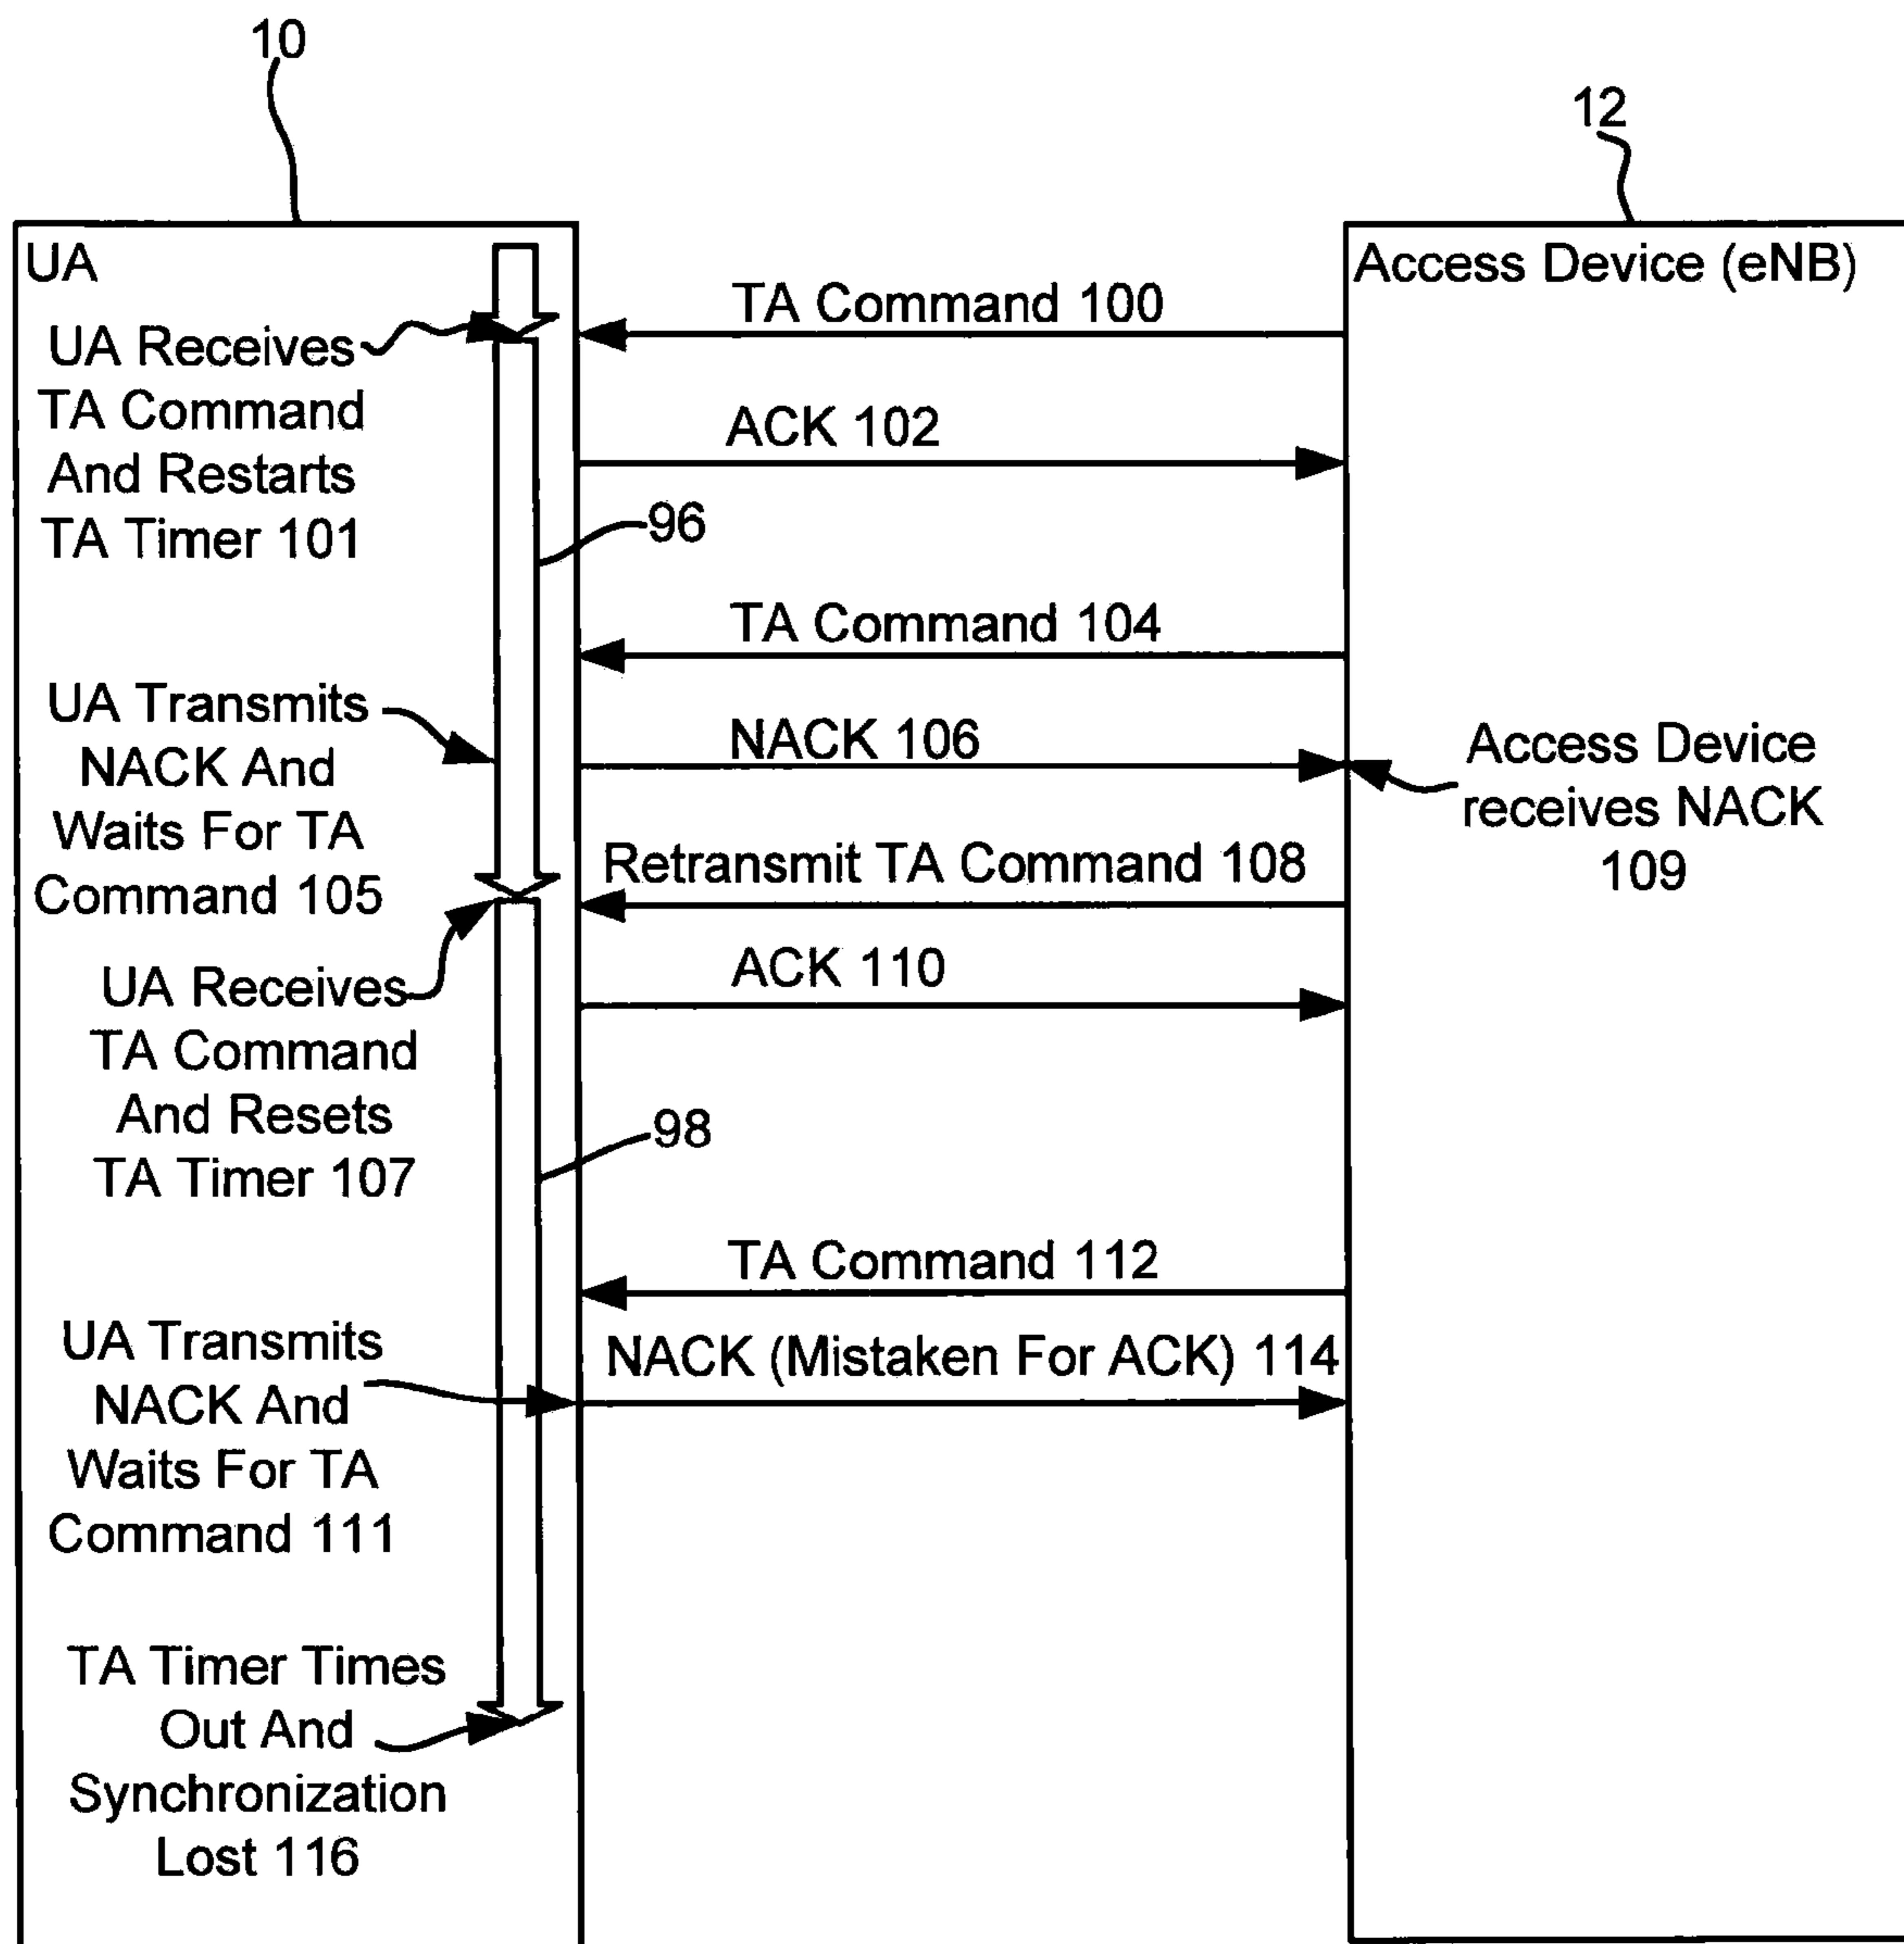 10
12
UA
Access Device (eNB)
TA Command 100
UA Receives
TA Command
And Restarts
TA Timer 101
ACK 102
96
TA Command 104
UA Transmits
NACK And
Waits For TA
Command 105
NACK 106
Access Device
receives NACK
109
Retransmit TA Command 108
UA Receives
TA Command
And Resets
TA Timer 107
ACK 110
98
TA Command 112
UA Transmits
NACK And
Waits For TA
Command 111
NACK (Mistaken For ACK) 114
TA Timer Times
Out And
Synchronization
Lost 116